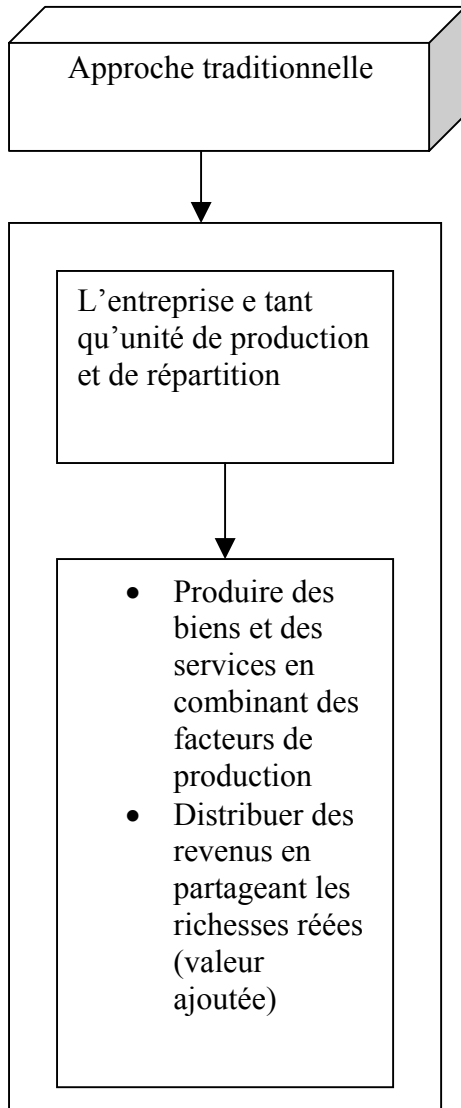 Approche traditionnelle
L’entreprise e tant
qu’unité de production
et de répartition
• Produire des
biens et des
services en
combinant des
facteurs de
production
• Distribuer des
revenus en
partageant les
richesses réées
(valeur
ajoutée)